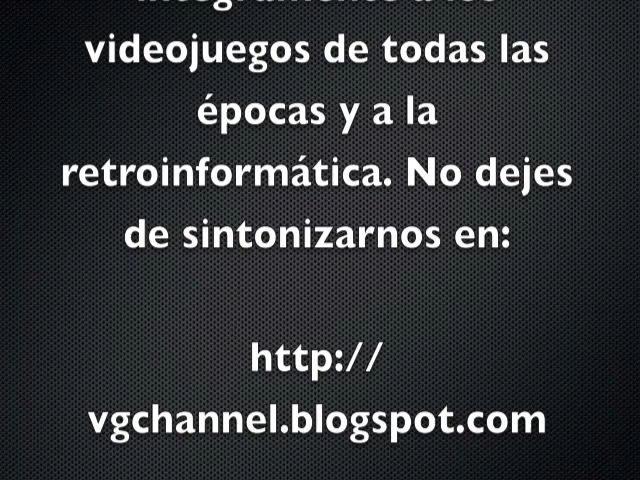 videojuegos de todas las
épocas y a la
retroinformática. No dejes
de sintonizarnos en:
http://
vgchannel.blogspot.com